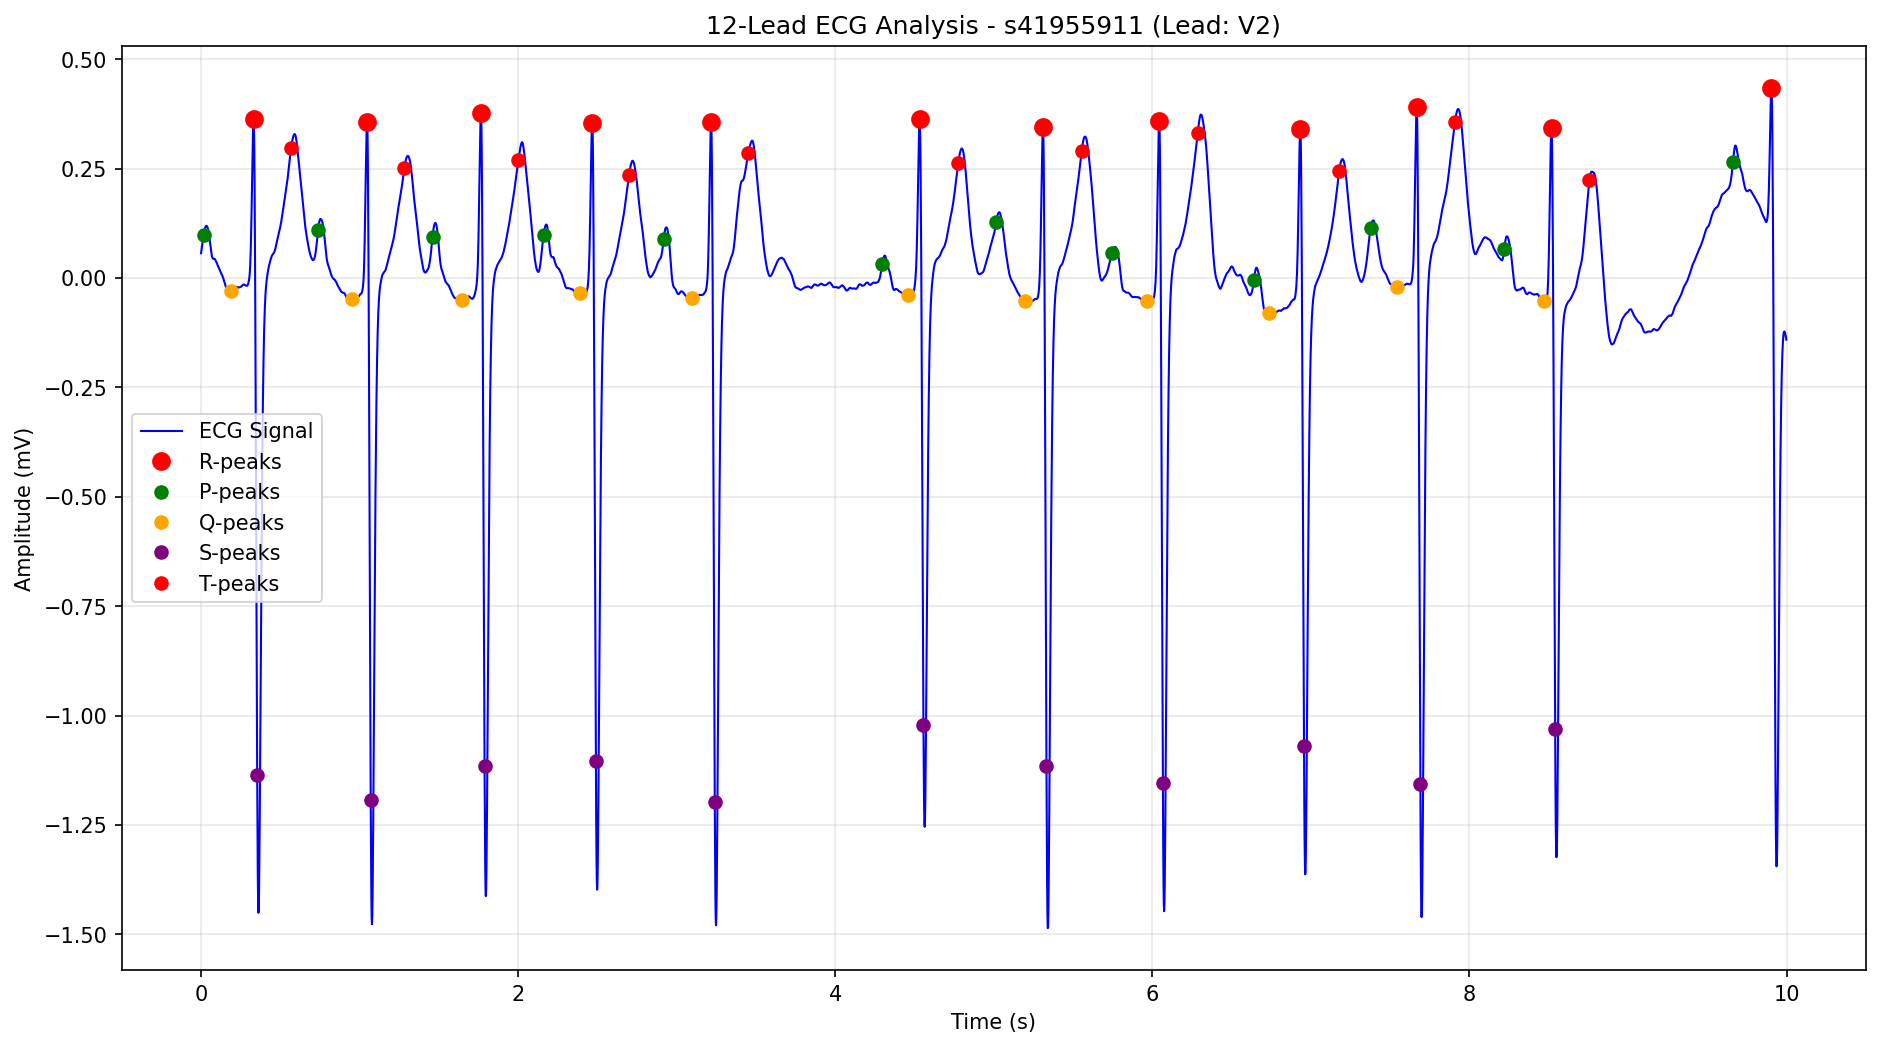 12-Lead ECG Analysis - s41955911 (Lead: V2)
0.50
0.25
0.00
−0.25
−0.50
−0.75
−1.00
−1.25
−1.50
Amplitude (mV)
ECG Signal
R-peaks
P-peaks
Q-peaks
S-peaks
T-peaks
0 2 4 6 8 10
Time (s)